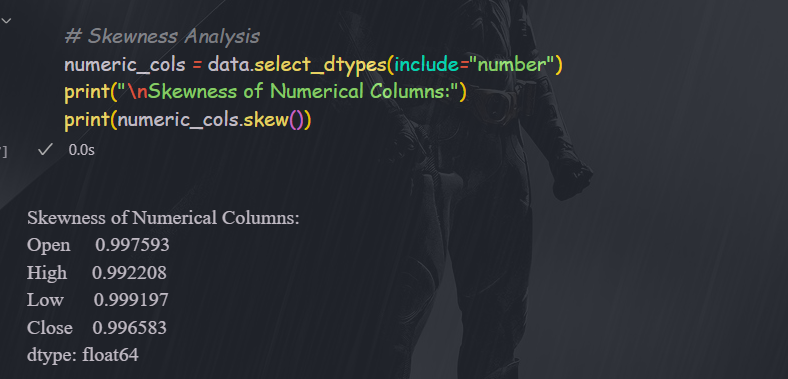 # Skewness Analysis
numeric_cols = data.select_dtypes(include="number")
print("\nSkewness of Numerical Columns:")
print(numeric_cols.skew())
]
0.0s
Skewness of Numerical Columns:
Open 0.997593
High 0.992208
Low 0.999197
Close 0.996583
dtype: float64